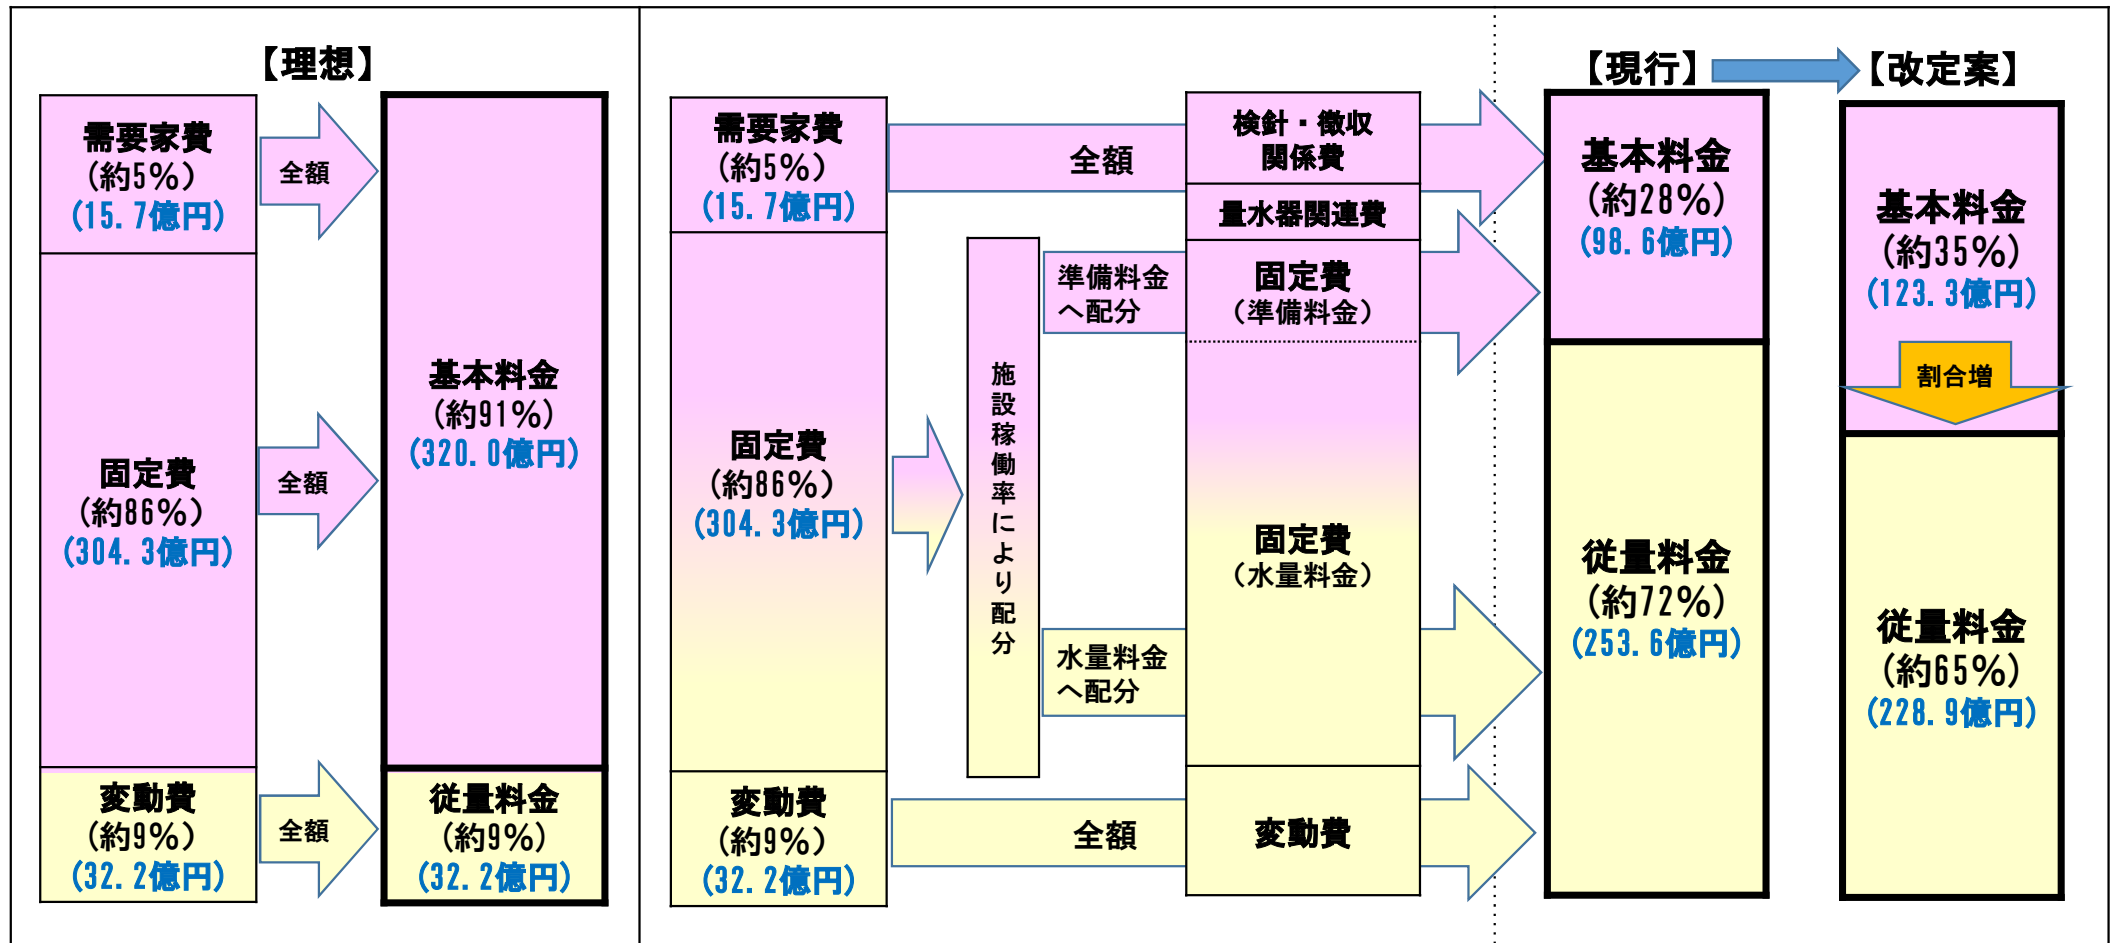 【理想】
需要家費
(約5%)
(15.7億円)
固定費
(約86%)
(304.3億円)
変動費
(約9%)
(32.2億円)
全額
全額
全額
基本料金
(約91%)
(320.0億円)
従量料金
(約9%)
(32.2億円)
需要家費
(約5%)
(15.7億円)
固定費
(約86%)
(304.3億円)
変動費
(約9%)
(32.2億円)
全額
施設稼働率により配分
準備料金
へ配分
水量料金
へ配分
全額
検針・徴収
関係費
量水器関連費
固定費
(準備料金)
固定費
(水量料金)
変動費
【現行】
基本料金
(約28%)
(98.6億円)
従量料金
(約72%)
(253.6億円)
【改定案】
基本料金
(約35%)
(123.3億円)
割合増
従量料金
(約65%)
(228.9億円)